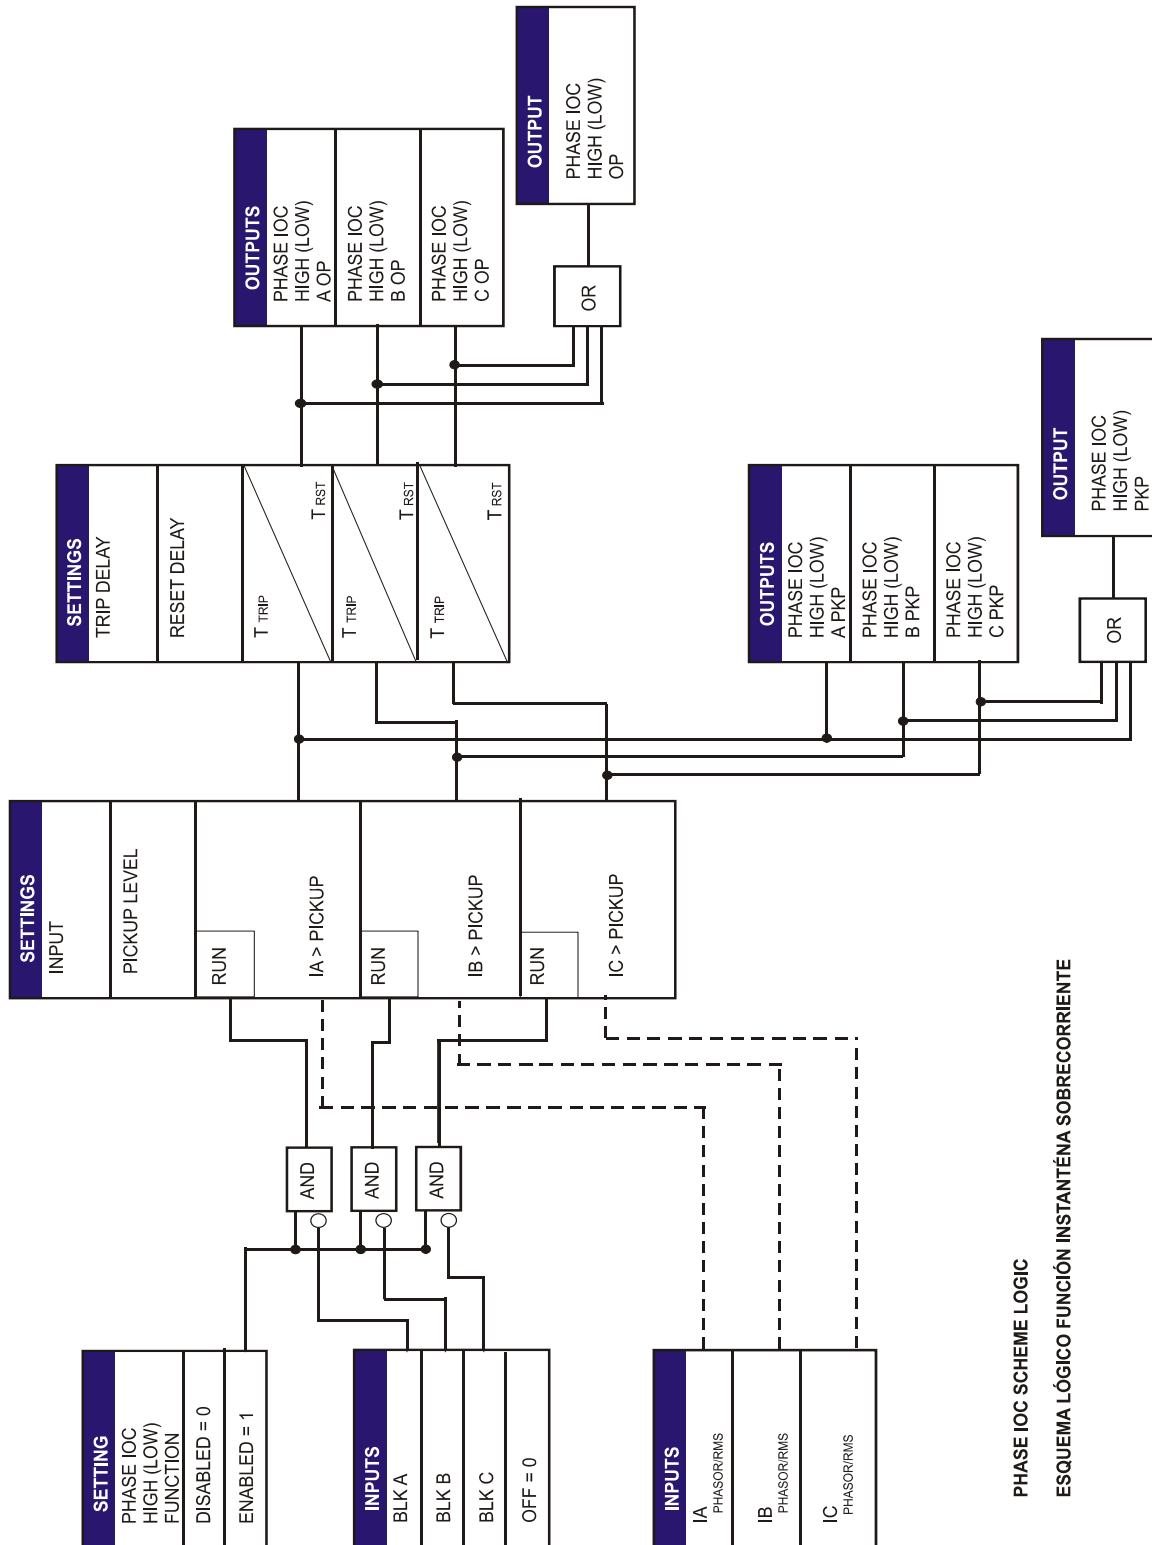 SETTING
PHASE IOC
HIGH (LOW)
FUNCTION
DISABLED = 0
ENABLED = 1
INPUTS
BLK A
BLK B
BLK C
OFF = 0
INPUTS
IA PHASOR/RMS
IB PHASOR/RMS
IC PHASOR/RMS
AND
AND
AND
SETTINGS
INPUT
PICKUP LEVEL
RUN
IA > PICKUP
RUN
IB > PICKUP
RUN
IC > PICKUP
SETTINGS
TRIP DELAY
RESET DELAY
T TRIP
T RST
T TRIP
T RST
T TRIP
T RST
OUTPUTS
PHASE IOC
HIGH (LOW)
A OP
PHASE IOC
HIGH (LOW)
B OP
PHASE IOC
HIGH (LOW)
C OP
OR
OUTPUT
PHASE IOC
HIGH (LOW)
OP
OUTPUTS
PHASE IOC
HIGH (LOW)
A PKP
PHASE IOC
HIGH (LOW)
B PKP
PHASE IOC
HIGH (LOW)
C PKP
OR
OUTPUT
PHASE IOC
HIGH (LOW)
PKP
PHASE IOC SCHEME LOGIC
ESQUEMA LÓGICO FUNCIÓN INSTANTÉNA SOBRECORRIENTE